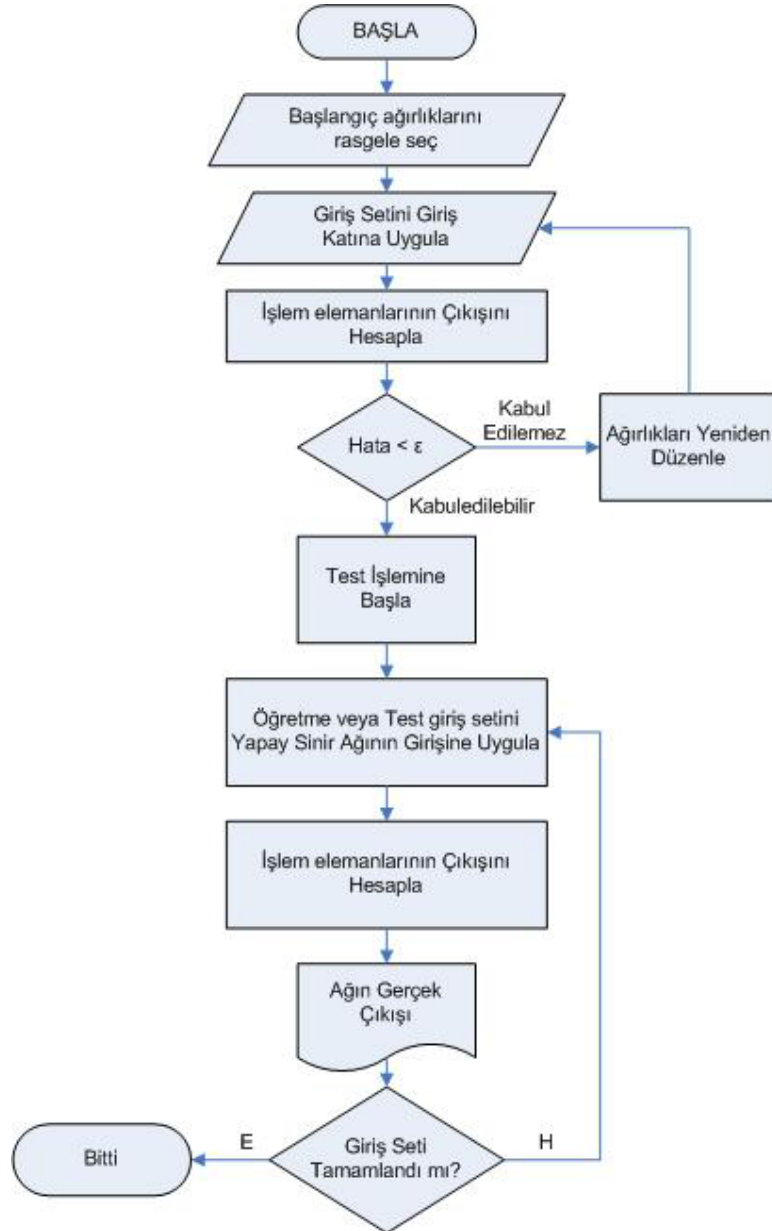 BAŞLA
Başlangıç ağırlıklarını
rasgele seç
Giriş Setini Giriş
Katına Uygula
İşlem elemanlarının Çıkışını
Hesapla
Hata < ε
Kabul
Edilemez
Ağırlıkları Yeniden
Düzenle
Kabuledilebilir
Test İşlemine
Başla
Öğretme veya Test giriş setini
Yapay Sinir Ağının Girişine Uygula
İşlem elemanlarının Çıkışını
Hesapla
Ağın Gerçek
Çıkışı
Giriş Seti
Tamamlandı mı?
E
H
Bitti